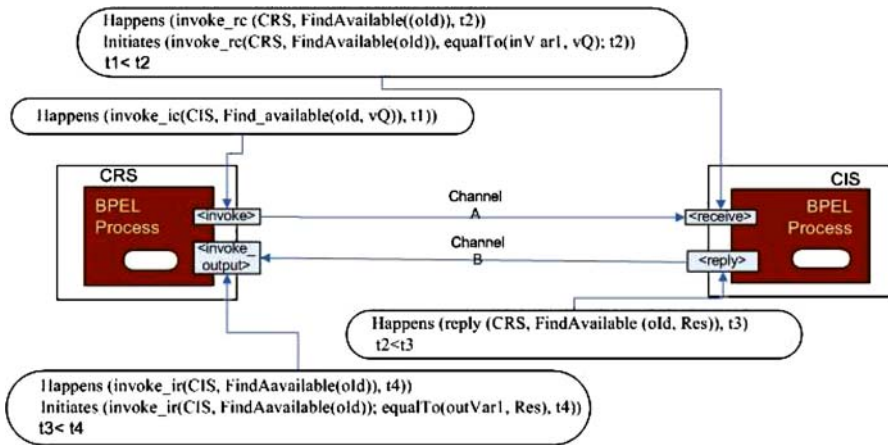 Happens (invoke_rc (CRS, FindAvailable((oId)), t2))
Initiates (invoke_rc(CRS, FindAvailable(oId)), equalTo(inV ar1, vQ); t2))
t1< t2
Happens (invoke_ic(CIS, Find_available(oId, vQ)), t1))
CRS
CIS
BPEL
Process
<invoke>
<invoke_
output>
Channel
A
Channel
B
<receive>
<reply>
BPEL
Process
Happens (reply (CRS, FindAvailable (oId, Res)), t3)
t2<t3
Happens (invoke_ir(CIS, FindAavailable(oId)), t4))
Initiates (invoke_ir(CIS, FindAavailable(oId)); equalTo(outVar1, Res), t4))
t3< t4